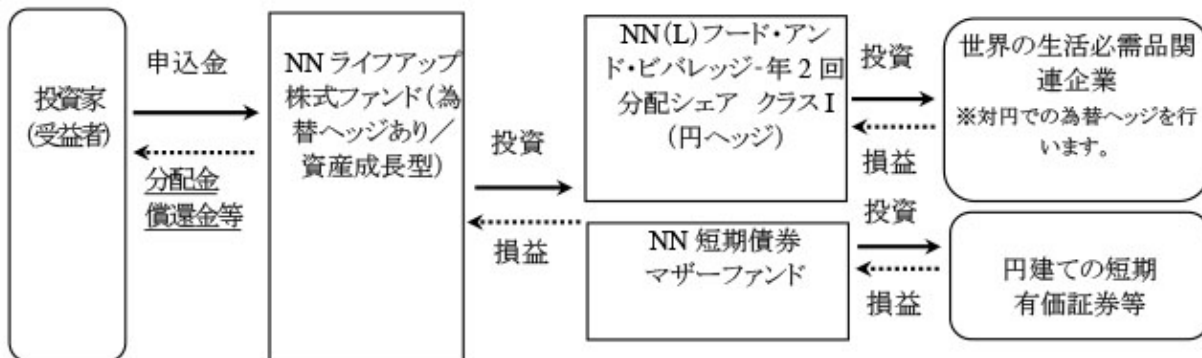 投資家
(受益者)
申込金
分配金
償還金等
NN ライフアップ
株式ファンド(為
替ヘッジあり/
資産成長型)
投資
損益
NN(L)フード・アン
ド・ビバレッジ-年2回
分配シェア クラスI
(円ヘッジ)
NN 短期債券
マザーファンド
投資
損益
投資
損益
世界の生活必需品関
連企業
※対円での為替ヘッジを行
います。
円建ての短期
有価証券等